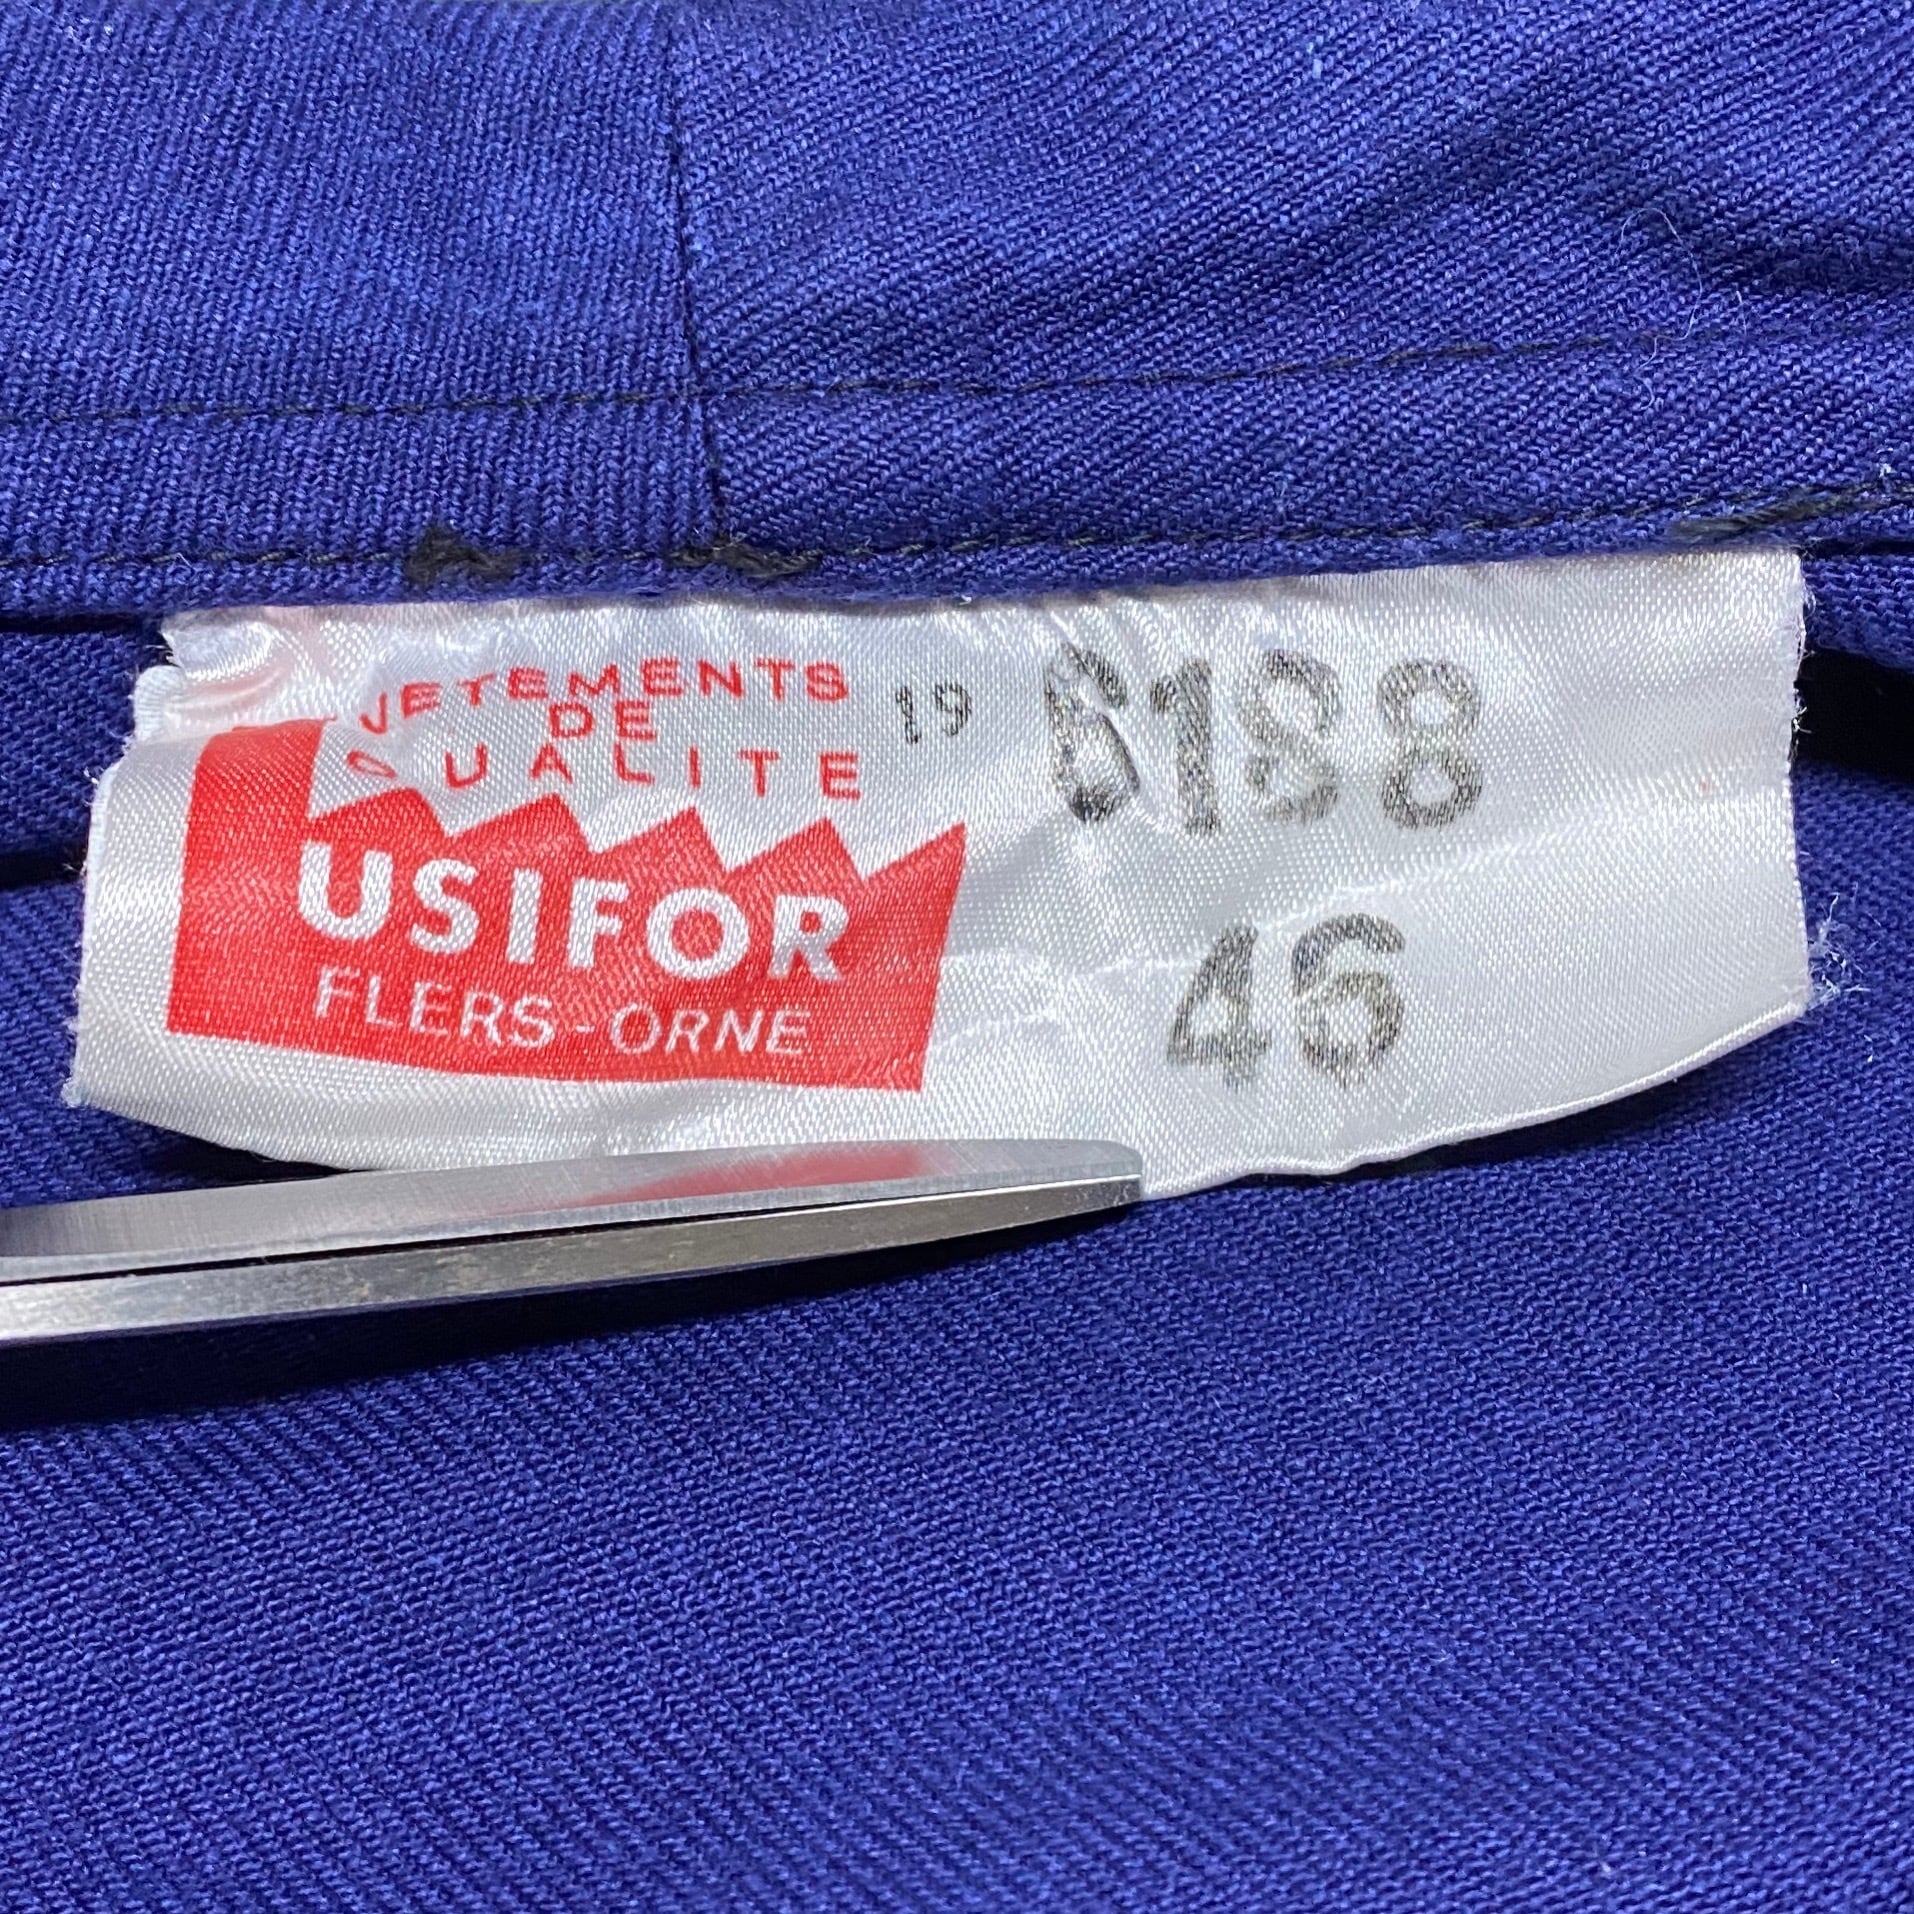 VETEMENTS
DE
QUALITE
USIFOR
FLERS - ORNE
19
6188
46